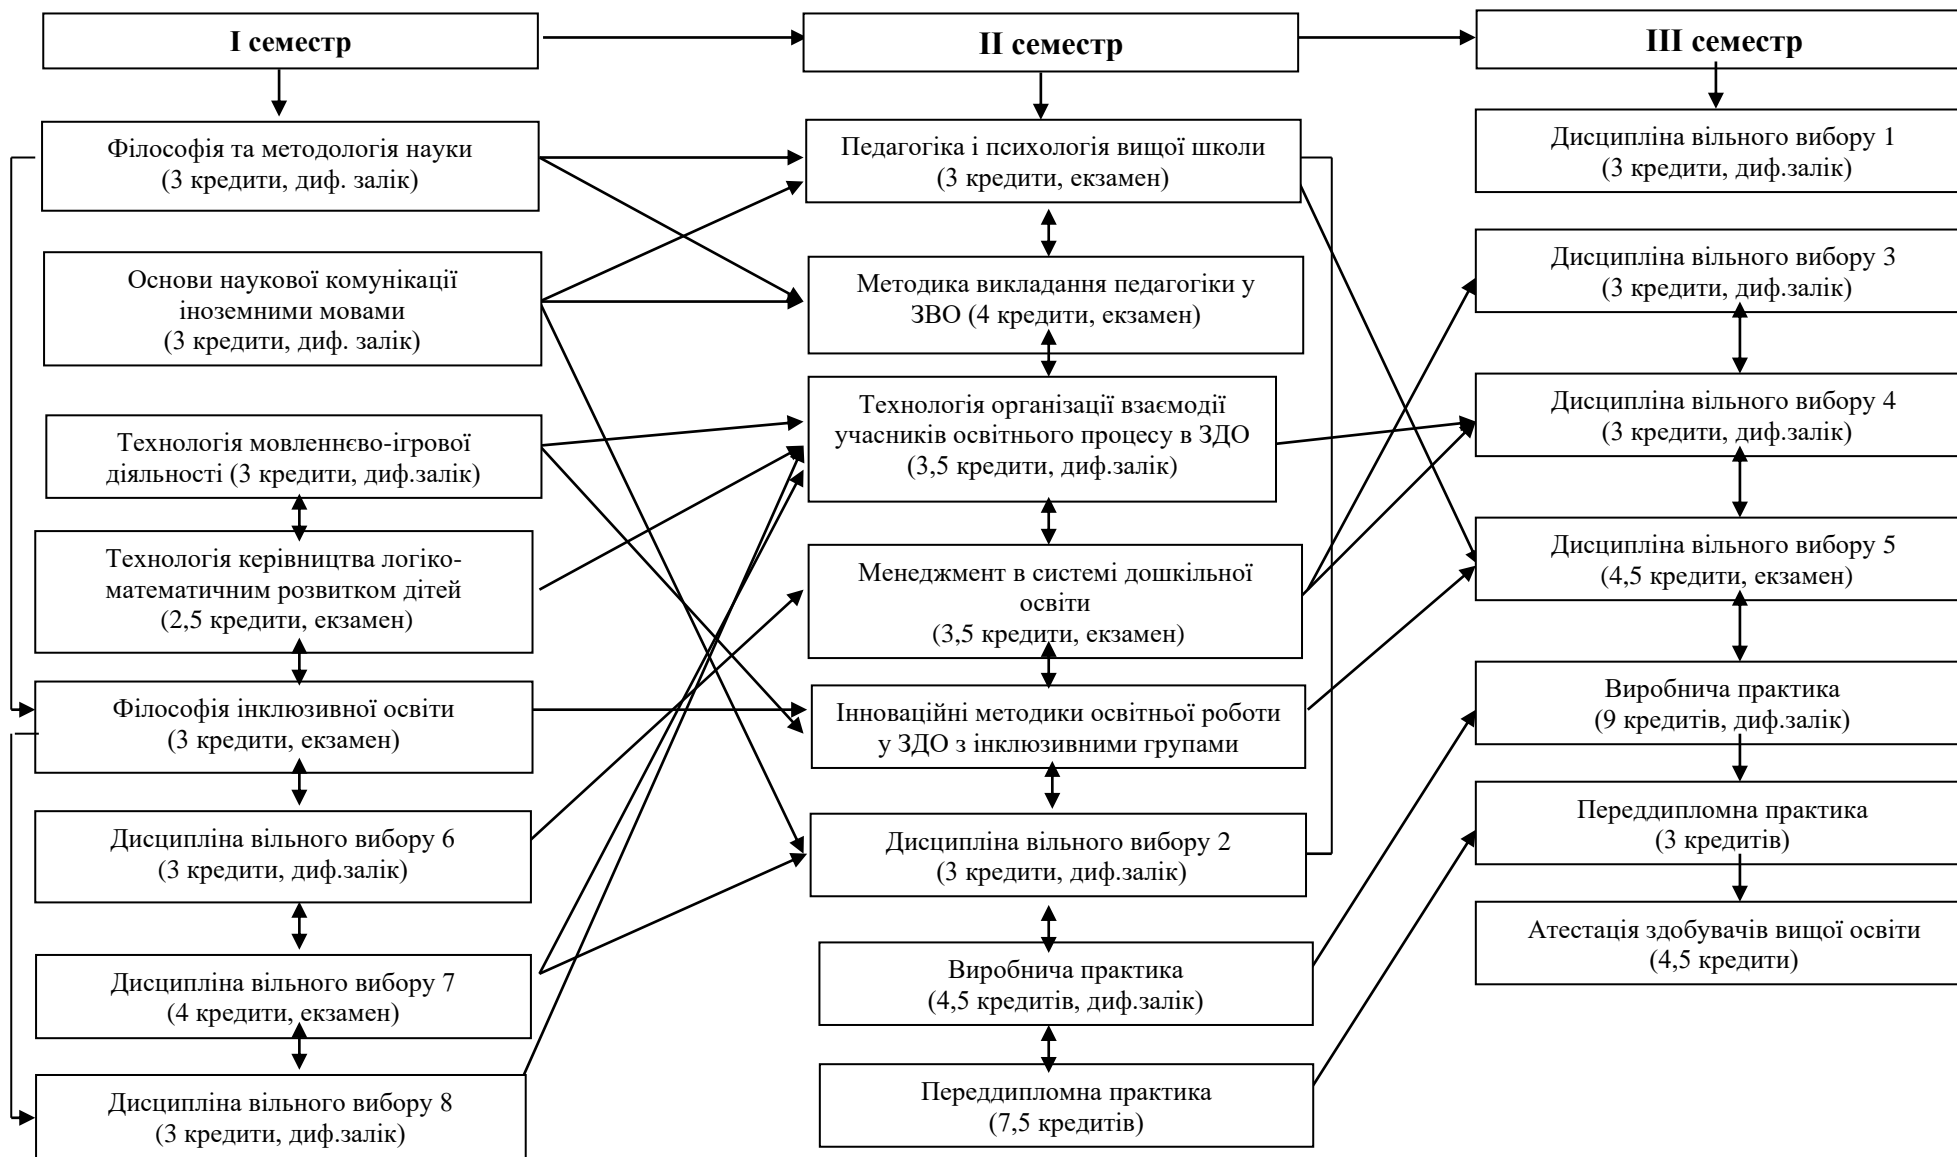 І семестр
ІІ семестр
ІІІ семестр
Філософія та методологія науки
(3 кредити, диф. залік)
Основи наукової комунікації
іноземними мовами
(3 кредити, диф. залік)
Технологія мовленнєво-ігрової
діяльності (3 кредити, диф.залік)
Технологія керівництва логіко-
математичним розвитком дітей
(2,5 кредити, екзамен)
Філософія інклюзивної освіти
(3 кредити, екзамен)
Дисципліна вільного вибору 6
(3 кредити, диф.залік)
Дисципліна вільного вибору 7
(4 кредити, екзамен)
Дисципліна вільного вибору 8
(3 кредити, диф.залік)
Педагогіка і психологія вищої школи
(3 кредити, екзамен)
Методика викладання педагогіки у
ЗВО (4 кредити, екзамен)
Технологія організації взаємодії
учасників освітнього процесу в ЗДО
(3,5 кредити, диф.залік)
Менеджмент в системі дошкільної
освіти
(3,5 кредити, екзамен)
Інноваційні методики освітньої роботи
у ЗДО з інклюзивними групами
Дисципліна вільного вибору 2
(3 кредити, диф.залік)
Виробнича практика
(4,5 кредитів, диф.залік)
Переддипломна практика
(7,5 кредитів)
Дисципліна вільного вибору 1
(3 кредити, диф.залік)
Дисципліна вільного вибору 3
(3 кредити, диф.залік)
Дисципліна вільного вибору 4
(3 кредити, диф.залік)
Дисципліна вільного вибору 5
(4,5 кредити, екзамен)
Виробнича практика
(9 кредитів, диф.залік)
Переддипломна практика
(3 кредитів)
Атестація здобувачів вищої освіти
(4,5 кредити)